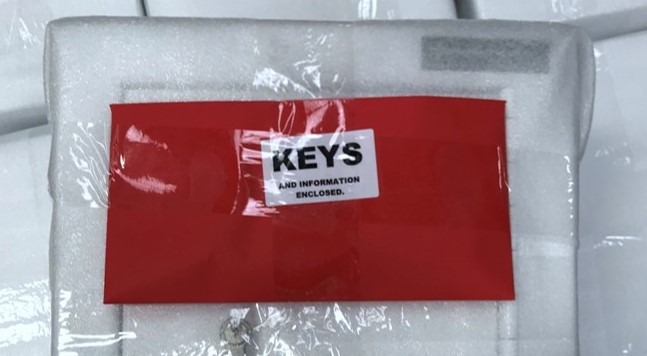 KEYS
AND INFORMATION
ENCLOSED.